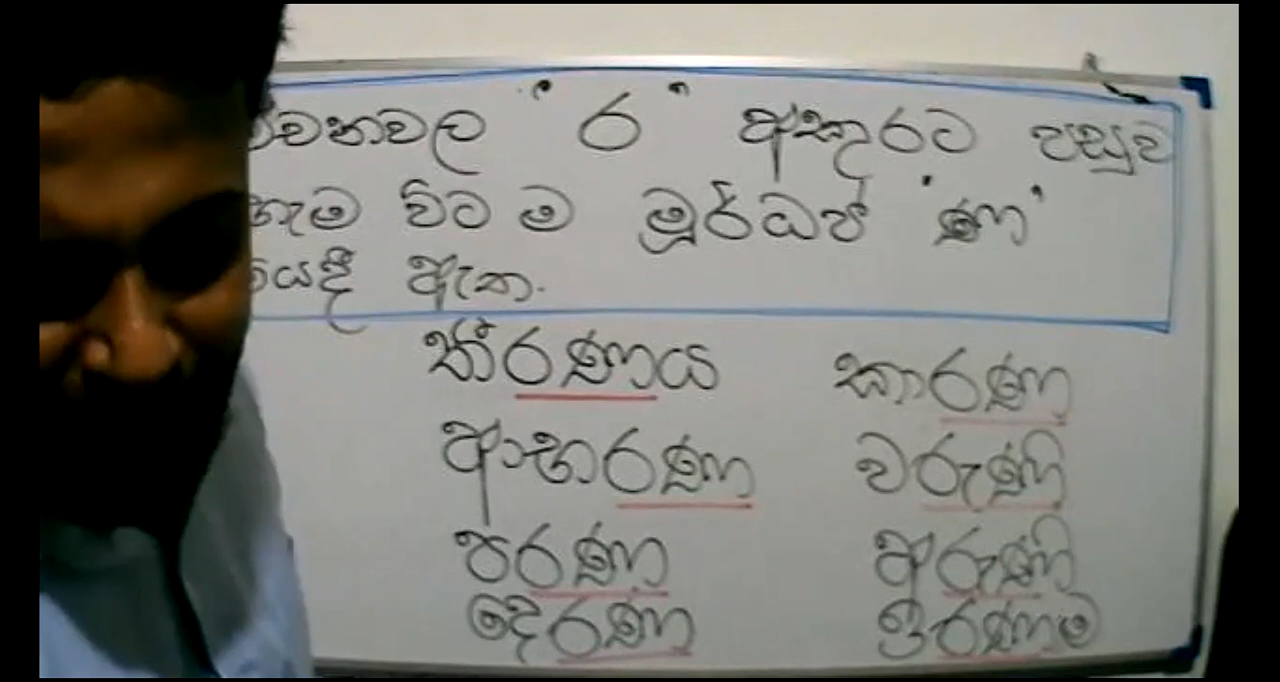 වචනවල " ර " අකුරට පසුව
හැම විට ම මූර්ධජ 'ණ'
යෙදී ඇත.
තීරණය කාරණ
ආභරණ වරුණි
පරණ අරුණි
දෙරණ ඉරණම